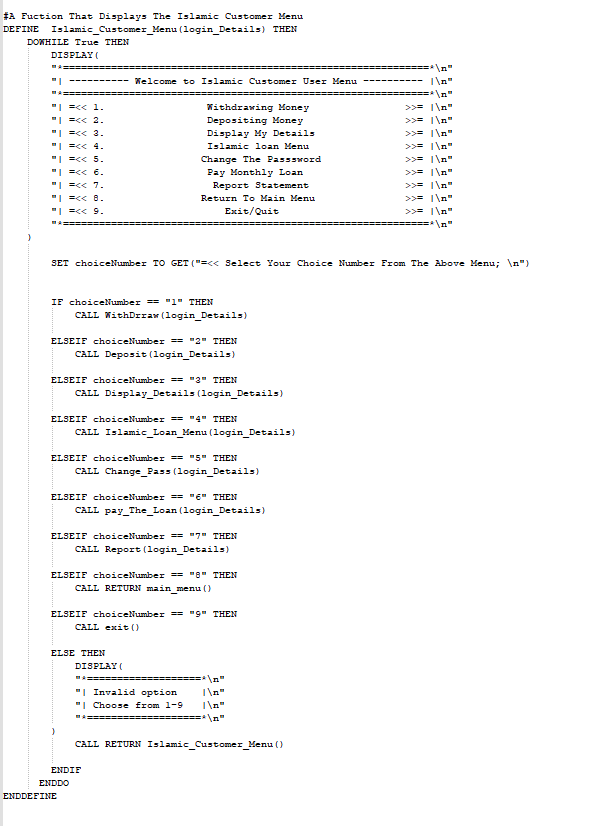 #A Fuction That Displays The Islamic Customer Menu
DEFINE  Islamic_Customer_Menu(login_Details) THEN
    DOWHILE True THEN
        DISPLAY(
        "*=============================================================*\n"
        "| ---------- Welcome to Islamic Customer User Menu ---------- |\n"
        "*=============================================================*\n"
        "| =<< 1.                 Withdrawing Money                >>= |\n"
        "| =<< 2.                 Depositing Money                 >>= |\n"
        "| =<< 3.                 Display My Details               >>= |\n"
        "| =<< 4.                 Islamic loan Menu                >>= |\n"
        "| =<< 5.                Change The Passsword              >>= |\n"
        "| =<< 6.                 Pay Monthly Loan                 >>= |\n"
        "| =<< 7.                  Report Statement                >>= |\n"
        "| =<< 8.                Return To Main Menu               >>= |\n"
        "| =<< 9.                    Exit/Quit                     >>= |\n"
        "*=============================================================*\n"
    )
        SET choiceNumber TO GET("=<< Select Your Choice Number From The Above Menu; \n")
        IF choiceNumber == "1" THEN
            CALL WithDrraw(login_Details)
        ELSEIF choiceNumber == "2" THEN
            CALL Deposit(login_Details)
        ELSEIF choiceNumber == "3" THEN
            CALL Display_Details(login_Details)
        ELSEIF choiceNumber == "4" THEN
            CALL Islamic_Loan_Menu(login_Details)
        ELSEIF choiceNumber == "5" THEN
            CALL Change_Pass(login_Details)
        ELSEIF choiceNumber == "6" THEN
            CALL pay_The_Loan(login_Details)
        ELSEIF choiceNumber == "7" THEN
            CALL Report(login_Details)
        ELSEIF choiceNumber == "8" THEN
            CALL RETURN main_menu()
        ELSEIF choiceNumber == "9" THEN
            CALL exit()
        ELSE THEN
            DISPLAY(
            "*===================*\n"
            "| Invalid option    |\n"
            "| Choose from 1-9   |\n"
            "*===================*\n"
        )
            CALL RETURN Islamic_Customer_Menu()
        ENDIF
      ENDDO
ENDDEFINE